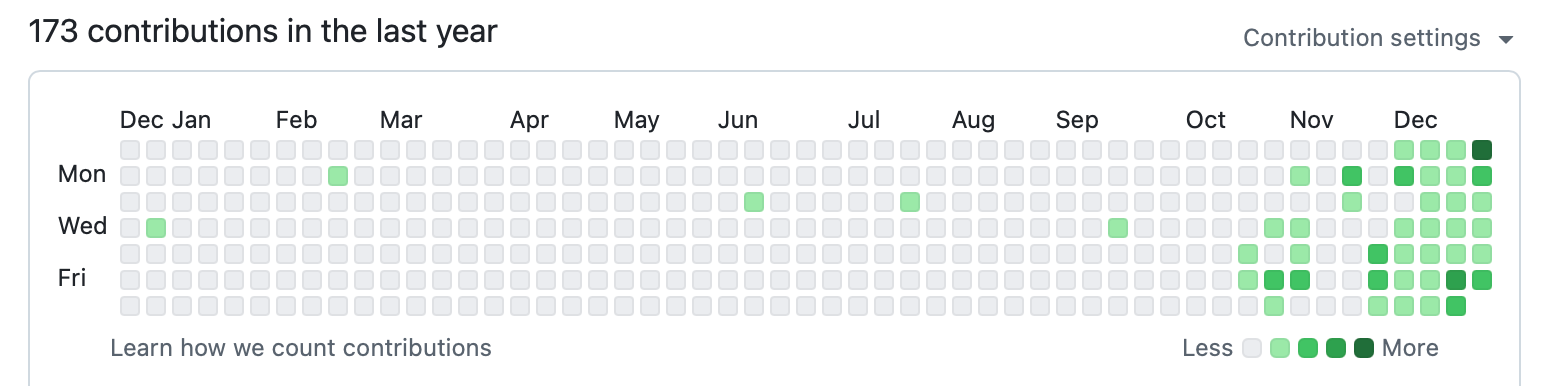 173 contributions in the last year
Contribution settings
Dec Jan Feb Mar Apr May Jun Jul Aug Sep Oct Nov Dec
Mon
Wed
Fri
Learn how we count contributions
Less More